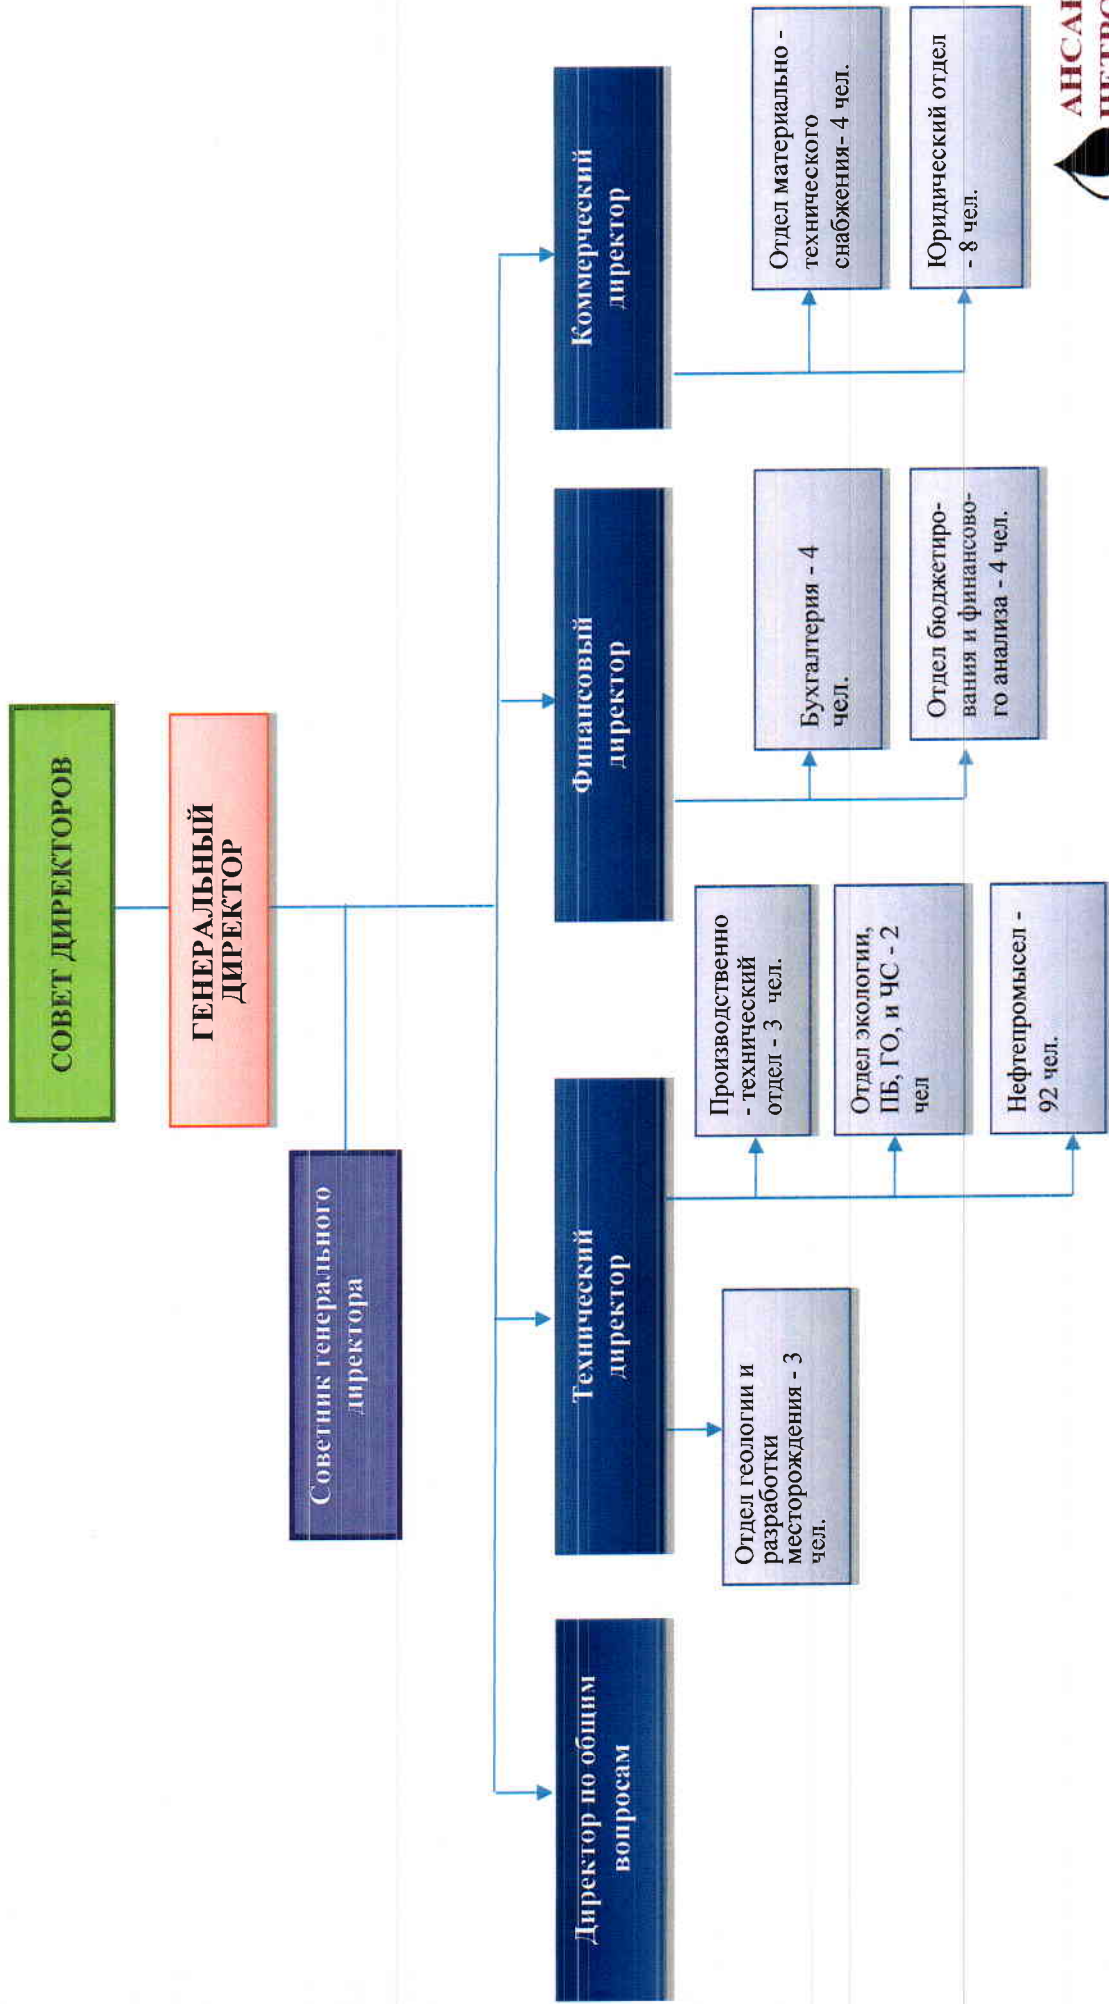 СОВЕТ ДИРЕКТОРОВ
ГЕНЕРАЛЬНЫЙ
ДИРЕКТОР
Советник генерального
директора
Директор по общим
вопросам
Технический
директор
Финансовый
директор
Коммерческий
директор
Отдел геологии и
разработки
месторождения - 3
чел.
Производственно
- технический
отдел - 3 чел.
Отдел экологии,
ПБ, ГО, и ЧС - 2
чел
Нефтепромысел -
92 чел.
Бухгалтерия - 4
чел.
Отдел бюджетиро-
вания и финансово-
го анализа - 4 чел.
Отдел материально -
технического
снабжения- 4 чел.
Юридический отдел
- 8 чел.